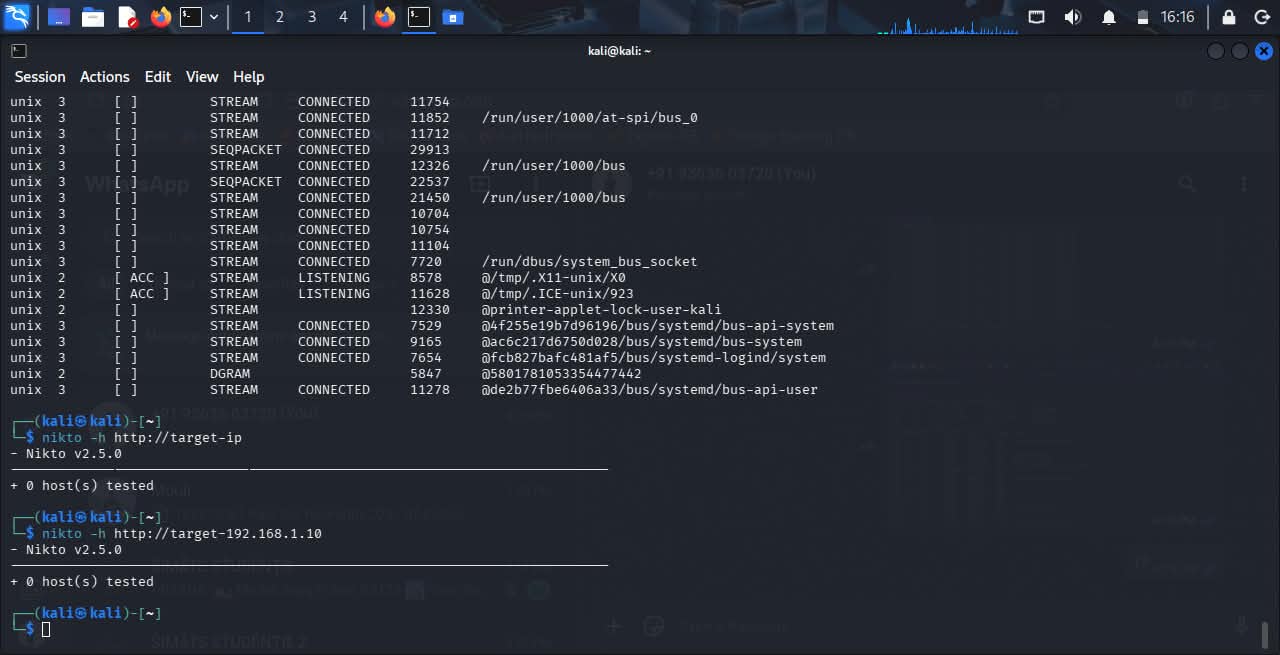 1 2 3 4 16:16
kali@kali: ~
Session Actions Edit View Help
unix 3 [ ] STREAM CONNECTED 11754
unix 3 [ ] STREAM CONNECTED 11852 /run/user/1000/at-spi/bus_0
unix 3 [ ] STREAM CONNECTED 11712
unix 3 [ ] SEQPACKET CONNECTED 29913
unix 3 [ ] STREAM CONNECTED 12326 /run/user/1000/bus
unix 3 [ ] SEQPACKET CONNECTED 22537
unix 3 [ ] STREAM CONNECTED 21450 /run/user/1000/bus
unix 3 [ ] STREAM CONNECTED 10704
unix 3 [ ] STREAM CONNECTED 10754
unix 3 [ ] STREAM CONNECTED 11104
unix 3 [ ] STREAM CONNECTED 7720 /run/dbus/system_bus_socket
unix 2 [ ACC ] STREAM LISTENING 8578 @/tmp/.X11-unix/X0
unix 2 [ ACC ] STREAM LISTENING 11628 @/tmp/.ICE-unix/923
unix 2 [ ] STREAM 12330 @printer-applet-lock-user-kali
unix 3 [ ] STREAM CONNECTED 7529 @4f255e19b7d96196/bus/systemd/bus-api-system
unix 3 [ ] STREAM CONNECTED 9165 @ac6c217d6750d028/bus/systemd/bus-system
unix 3 [ ] STREAM CONNECTED 7654 @fcb827bafc481af5/bus/systemd-logind/system
unix 2 [ ] DGRAM 5847 @5801781053354477442
unix 3 [ ] STREAM CONNECTED 11278 @de2b77fbe6406a33/bus/systemd/bus-api-user
┌──(kali㉿kali)-[~]
└─$ nikto -h http://target-ip
- Nikto v2.5.0
+ 0 host(s) tested
┌──(kali㉿kali)-[~]
└─$ nikto -h http://target-192.168.1.10
- Nikto v2.5.0
+ 0 host(s) tested
┌──(kali㉿kali)-[~]
└─$
WhatsApp